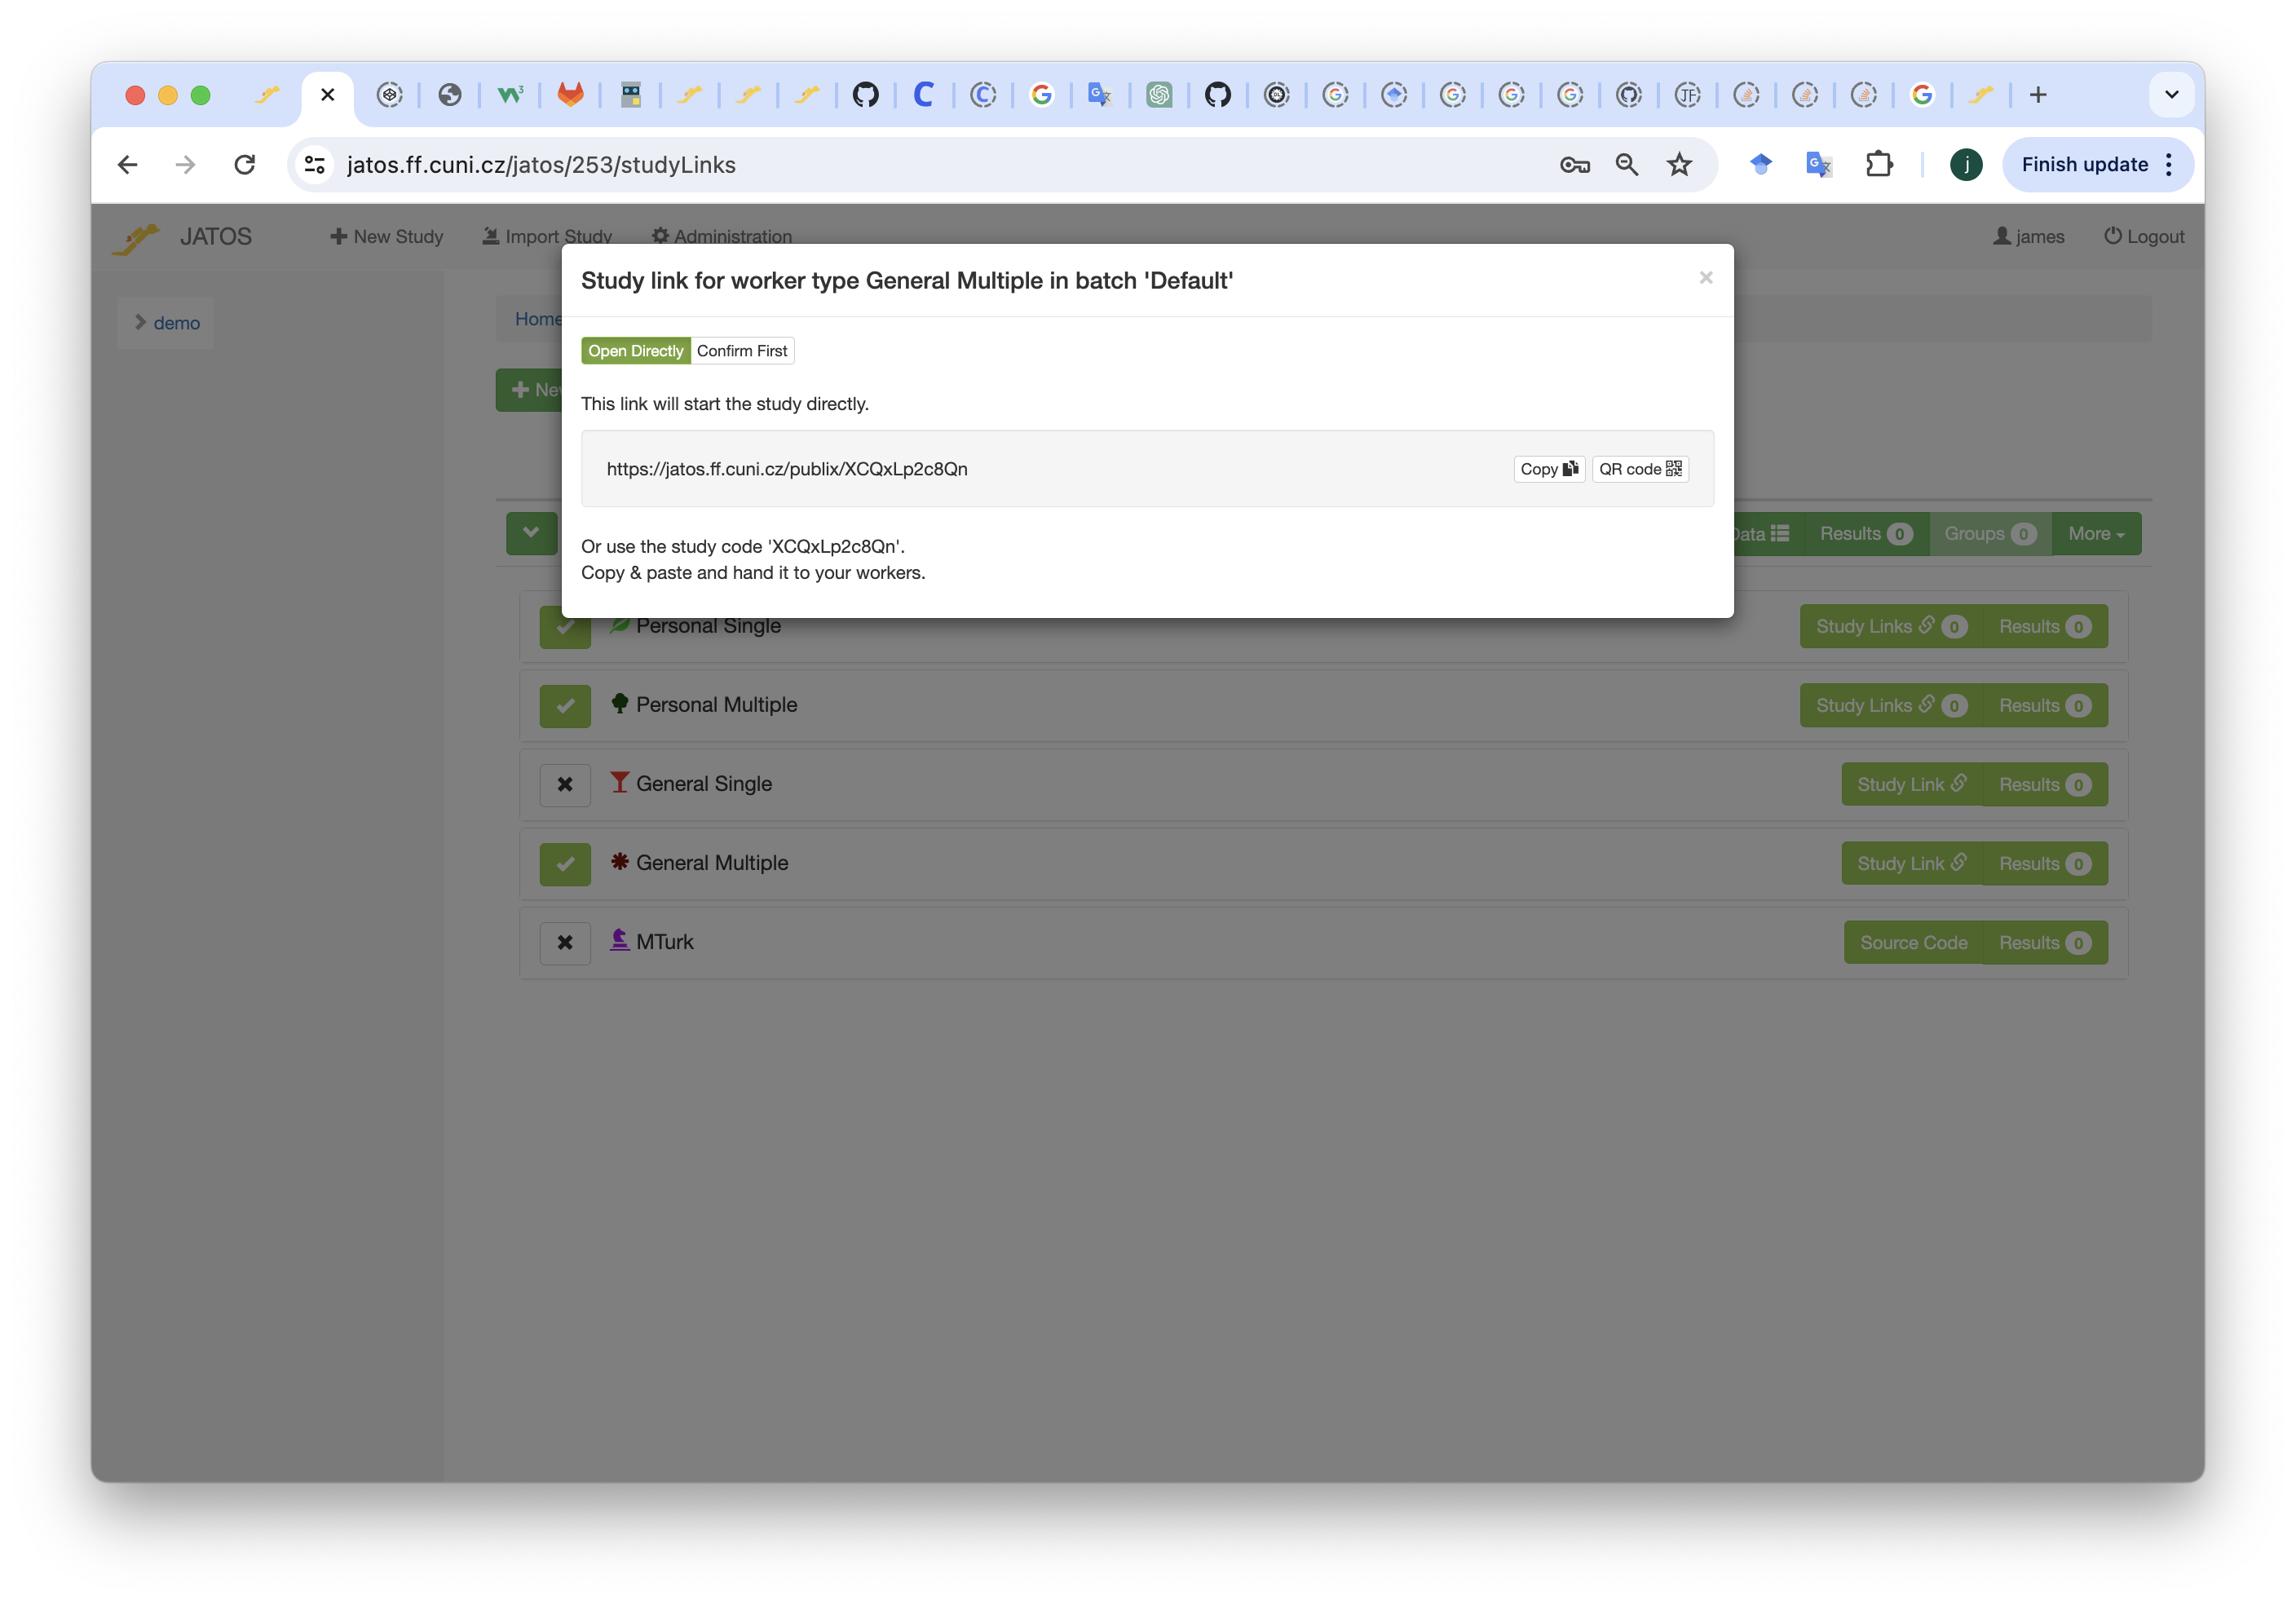 jatos.ff.cuni.cz/jatos/253/studyLinks
Finish update
JATOS
New Study
Import Study
Administration
james
Logout
Study link for worker type General Multiple in batch 'Default'
demo
Home
Open Directly
Confirm First
This link will start the study directly.
https://jatos.ff.cuni.cz/publix/XCQxLp2c8Qn
Copy
QR code
Or use the study code 'XCQxLp2c8Qn'.
Copy & paste and hand it to your workers.
Results 0
Groups 0
More
Personal Single
Study Links 0
Results 0
Personal Multiple
Study Links 0
Results 0
General Single
Study Link
Results 0
General Multiple
Study Link
Results 0
MTurk
Source Code
Results 0